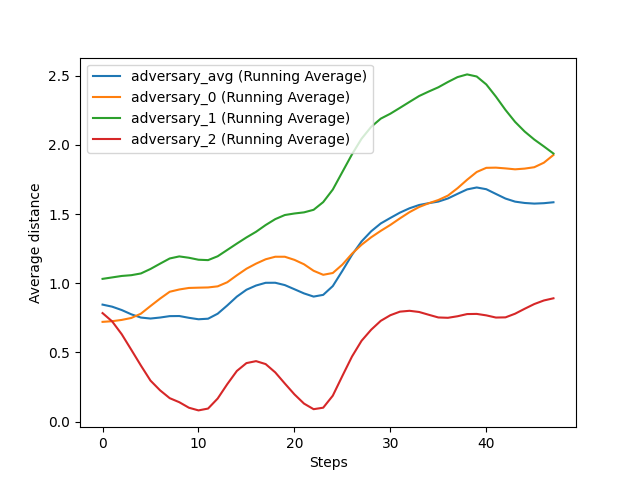 adversary_avg (Running Average)
adversary_0 (Running Average)
adversary_1 (Running Average)
adversary_2 (Running Average)
Average distance
2.5
2.0
1.5
1.0
0.5
0.0
0 10 20 30 40
Steps